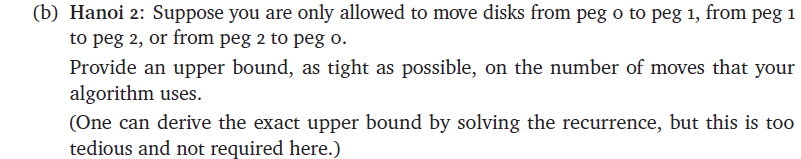 (b) Hanoi 2: Suppose you are only allowed to move disks from peg 0 to peg 1, from peg 1
to peg 2, or from peg 2 to peg 0.
Provide an upper bound, as tight as possible, on the number of moves that your
algorithm uses.
(One can derive the exact upper bound by solving the recurrence, but this is too
tedious and not required here.)